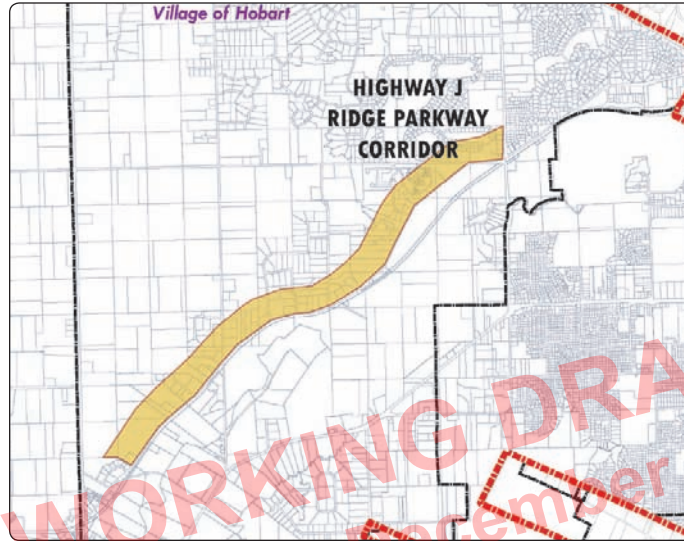 Village of Hobart
HIGHWAY J
RIDGE PARKWAY
CORRIDOR
WORKING DRA
December